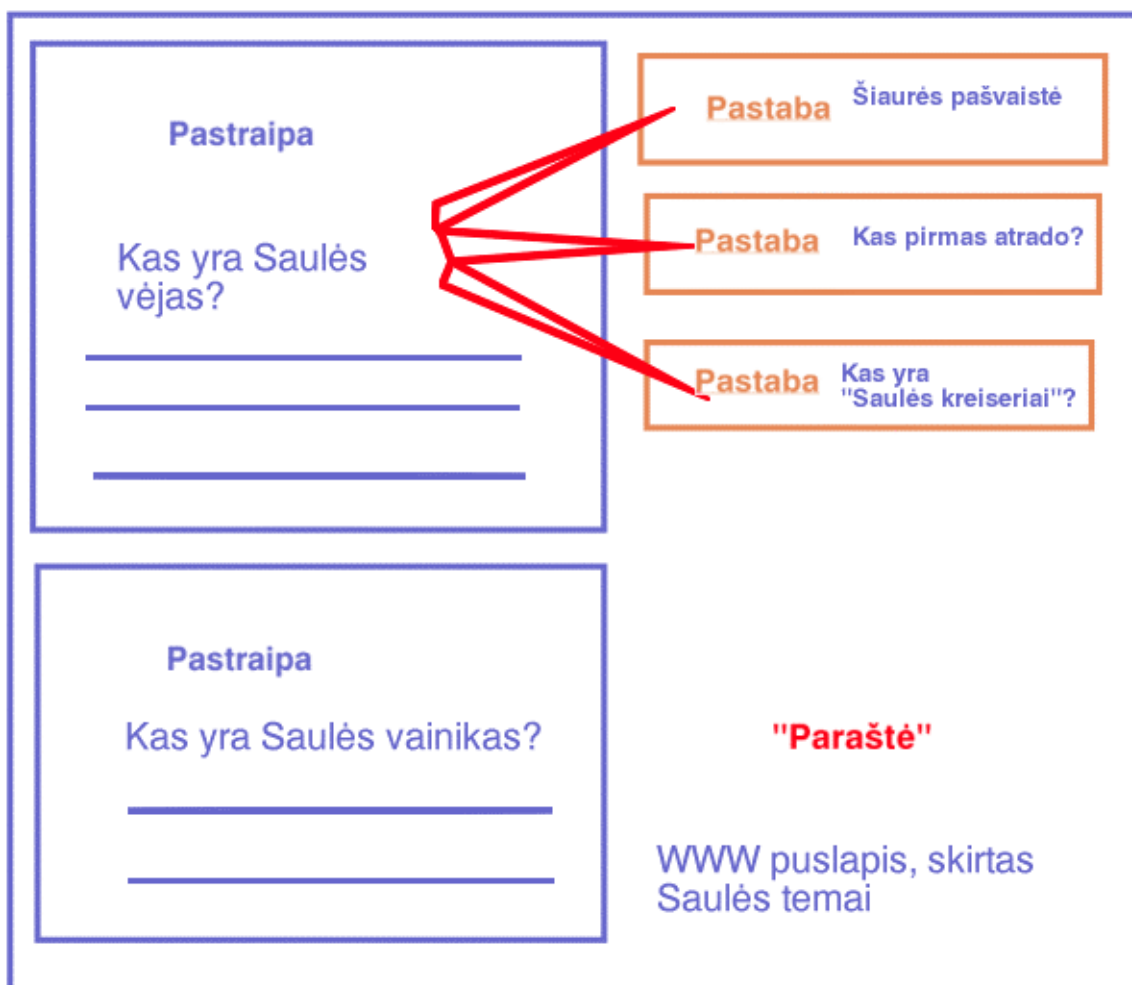 Pastraipa
Kas yra Saulės
vėjas?
Pastaba Šiaurės pašvaistė
Pastaba Kas pirmas atrado?
Pastaba Kas yra
"Saulės kreiseriai"?
Pastraipa
Kas yra Saulės vainikas?
"Paraštė"
WWW puslapis, skirtas
Saulės temai